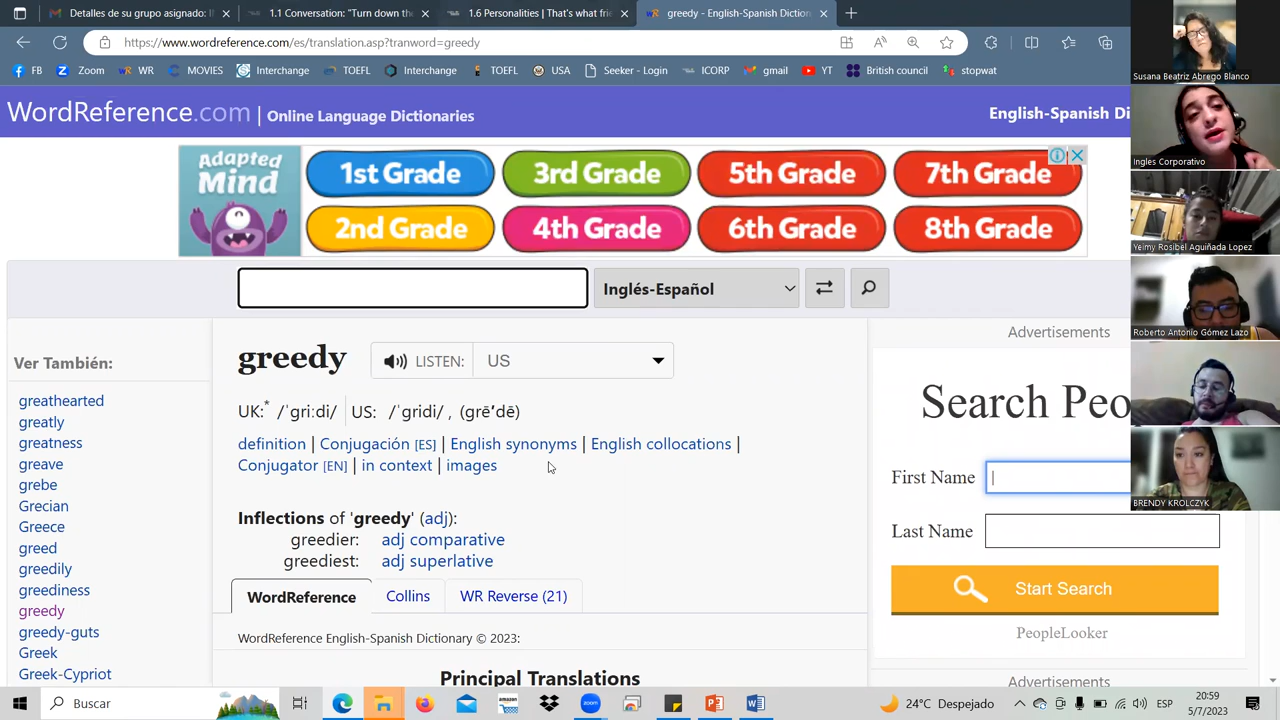 Detalles de su grupo asignado: I
1.1 Conversation: "Turn down the
1.6 Personalities | That's what frie
greedy - English-Spanish Diction
https://www.wordreference.com/es/translation.asp?tranword=greedy
FB
Zoom
WR
MOVIES
Interchange
TOEFL
Interchange
TOEFL
USA
Seeker - Login
ICORP
gmail
YT
British council
stopwat
WordReference.com | Online Language Dictionaries
English-Spanish Di
Adapted
Mind
1st Grade
3rd Grade
5th Grade
7th Grade
2nd Grade
4th Grade
6th Grade
8th Grade
Inglés-Español
Ver También:
greathearted
greatly
greatness
greave
grebe
Grecian
Greece
greed
greedily
greediness
greedy
greedy-guts
Greek
Greek-Cypriot
greedy
LISTEN:
US
UK:* /ˈgriːdi/ | US: /ˈgridi/ , (grē′dē)
definition | Conjugación [ES] | English synonyms | English collocations |
Conjugator [EN] | in context | images
Inflections of 'greedy' (adj):
greedier: adj comparative
greediest: adj superlative
WordReference
Collins
WR Reverse (21)
WordReference English-Spanish Dictionary © 2023:
Principal Translations
Advertisements
Search Peo
First Name
Last Name
Start Search
PeopleLooker
Advertisements
Susana Beatriz Abrego Blanco
Ingles Corporativo
Yeimy Rosibel Aguiñada Lopez
Roberto Antonio Gómez Lazo
BRENDY KROLCZYK
Buscar
amazon
zoom
24°C Despejado
ESP
20:59
5/7/2023